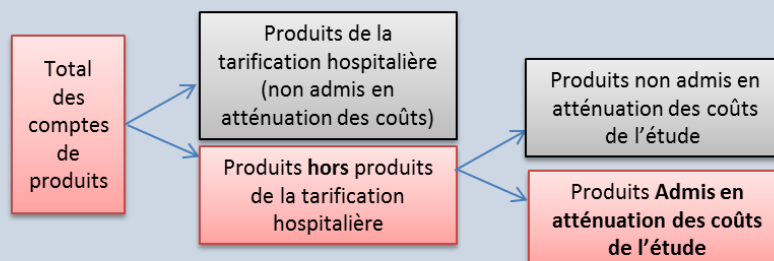 Total
des
comptes
de
produits
Produits de la
tarification hospitalière
(non admis en
atténuation des coûts)
Produits hors produits
de la tarification
hospitalière
Produits non admis en
atténuation des coûts
de l'étude
Produits Admis en
atténuation des coûts
de l'étude